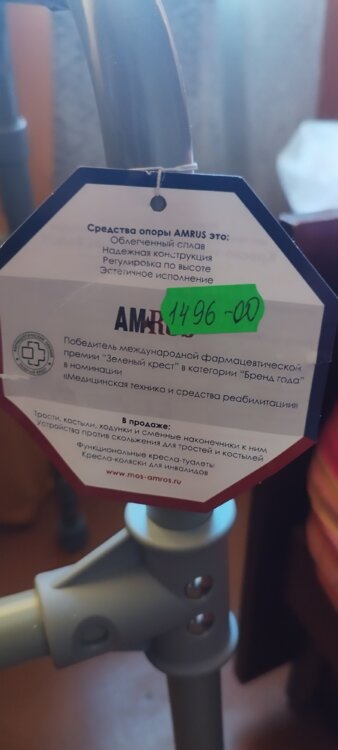 Средства опоры AMRUS это:
Облегченный сплав
Надежная конструкция
Регулировка по высоте
Эстетичное исполнение
AMRUS
1496-00
Победитель международной фармацевтической
премии "Зеленый крест" в категории "Бренд года"
в номинации
«Медицинская техника и средства реабилитации»
В продаже:
Трости, костыли, ходунки и сменные наконечники к ним
Устройства против скольжения для тростей и костылей
Функциональные кресла-туалеты
Кресла-коляски для инвалидов
www.mos-amros.ru